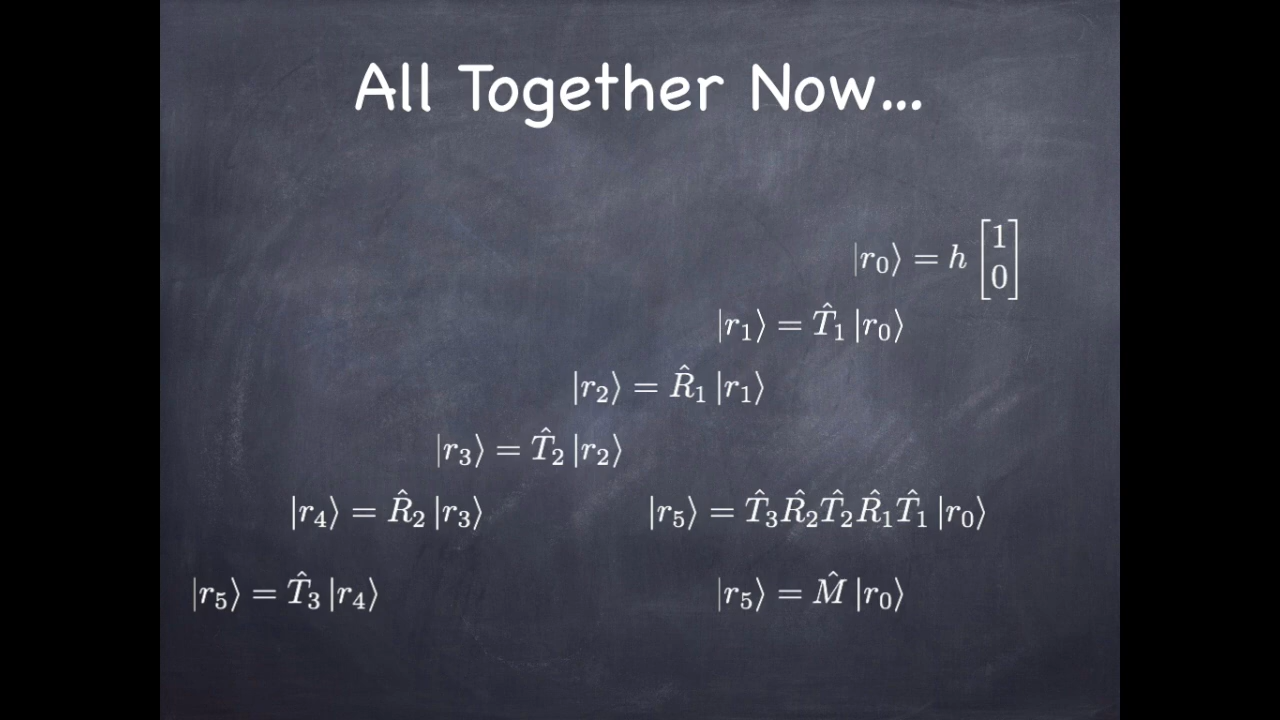 All Together Now...
|r₀⟩ = h [1 0]
|r₁⟩ = T̂₁ |r₀⟩
|r₂⟩ = R̂₁ |r₁⟩
|r₃⟩ = T̂₂ |r₂⟩
|r₄⟩ = R̂₂ |r₃⟩
|r₅⟩ = T̂₃R̂₂T̂₂R̂₁T̂₁ |r₀⟩
|r₅⟩ = T̂₃ |r₄⟩
|r₅⟩ = M̂ |r₀⟩